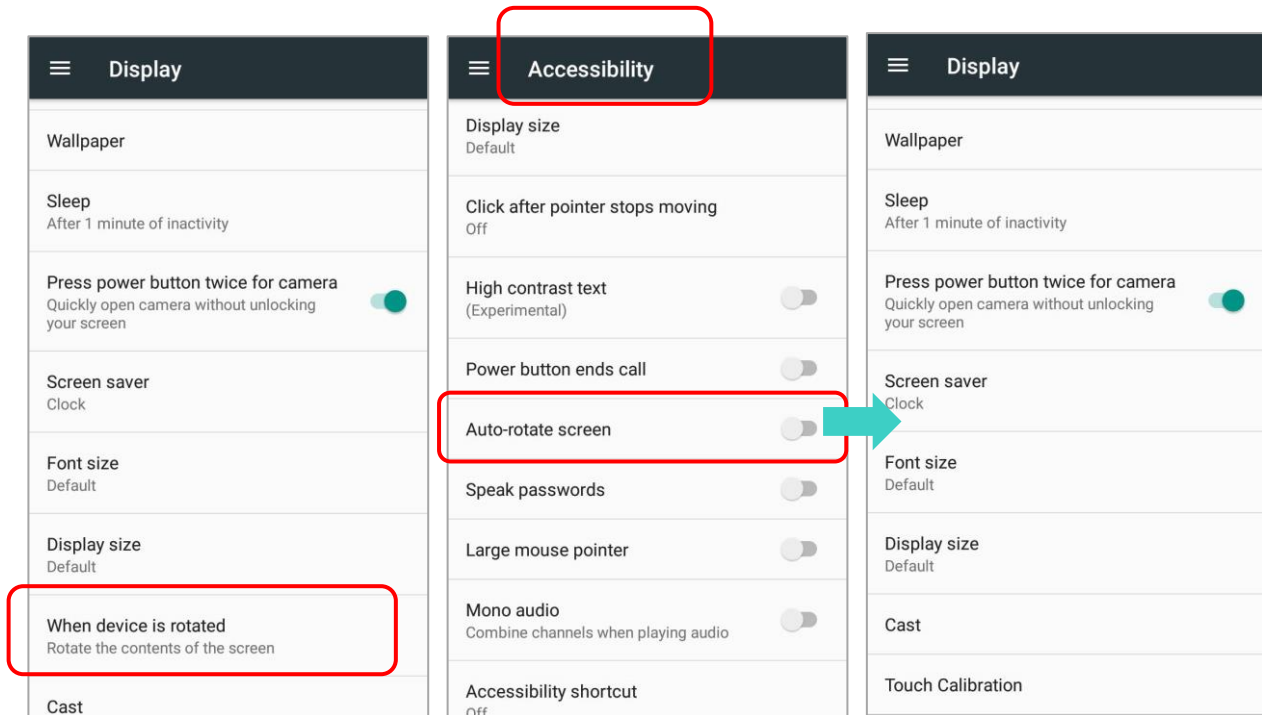 Display
Wallpaper
Sleep
After 1 minute of inactivity
Press power button twice for camera
Quickly open camera without unlocking
your screen
Screen saver
Clock
Font size
Default
Display size
Default
When device is rotated
Rotate the contents of the screen
Cast
Accessibility
Display size
Default
Click after pointer stops moving
Off
High contrast text
(Experimental)
Power button ends call
Auto-rotate screen
Speak passwords
Large mouse pointer
Mono audio
Combine channels when playing audio
Accessibility shortcut
Off
Display
Wallpaper
Sleep
After 1 minute of inactivity
Press power button twice for camera
Quickly open camera without unlocking
your screen
Screen saver
Clock
Font size
Default
Display size
Default
Cast
Touch Calibration